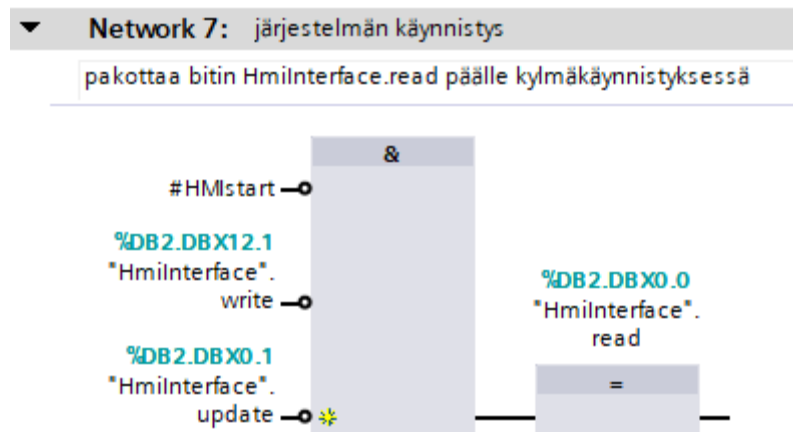 Network 7: järjestelmän käynnistys
pakottaa bitin HmiInterface.read päälle kylmäkäynnistyksessä
&
#HMIstart
%DB2.DBX12.1
"HmiInterface".
write
%DB2.DBX0.0
"HmiInterface".
read
%DB2.DBX0.1
"HmiInterface".
update
=